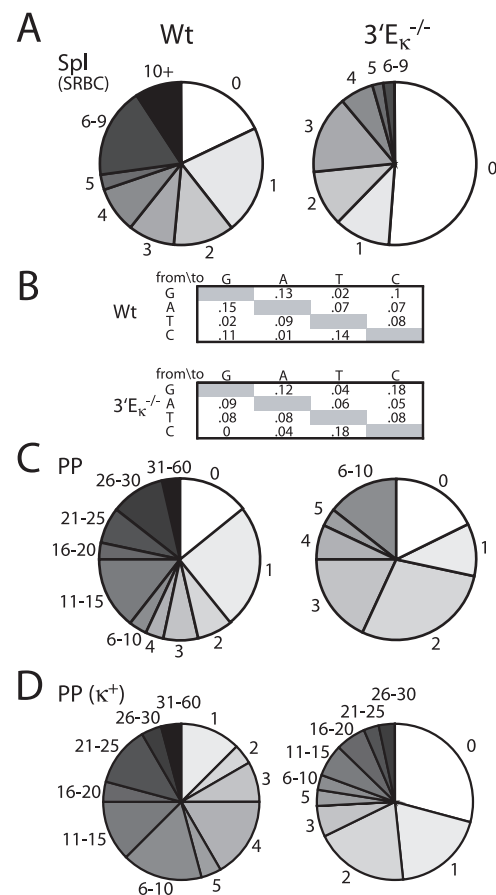 A
Wt
3'Eκ-/-
Spl
(SRBC)
10+
0
6-9
1
5
4
3
2
6-9
5
4
3
0
2
1
B
from\to G A T C
Wt
G .13 .02 .1
A .15 .07 .07
T .02 .09 .08
C .11 .01 .14
from\to G A T C
3'Eκ-/-
G .12 .04 .18
A .09 .06 .05
T .08 .08 .08
C 0 .04 .18
C
PP
31-60
26-30
0
21-25
16-20
1
11-15
6-10
4
3
2
6-10
0
5
4
1
3
2
D
PP (κ+)
31-60
26-30
1
21-25
2
3
16-20
11-15
4
6-10
5
26-30
21-25
16-20
0
11-15
6-10
5
3
2
1